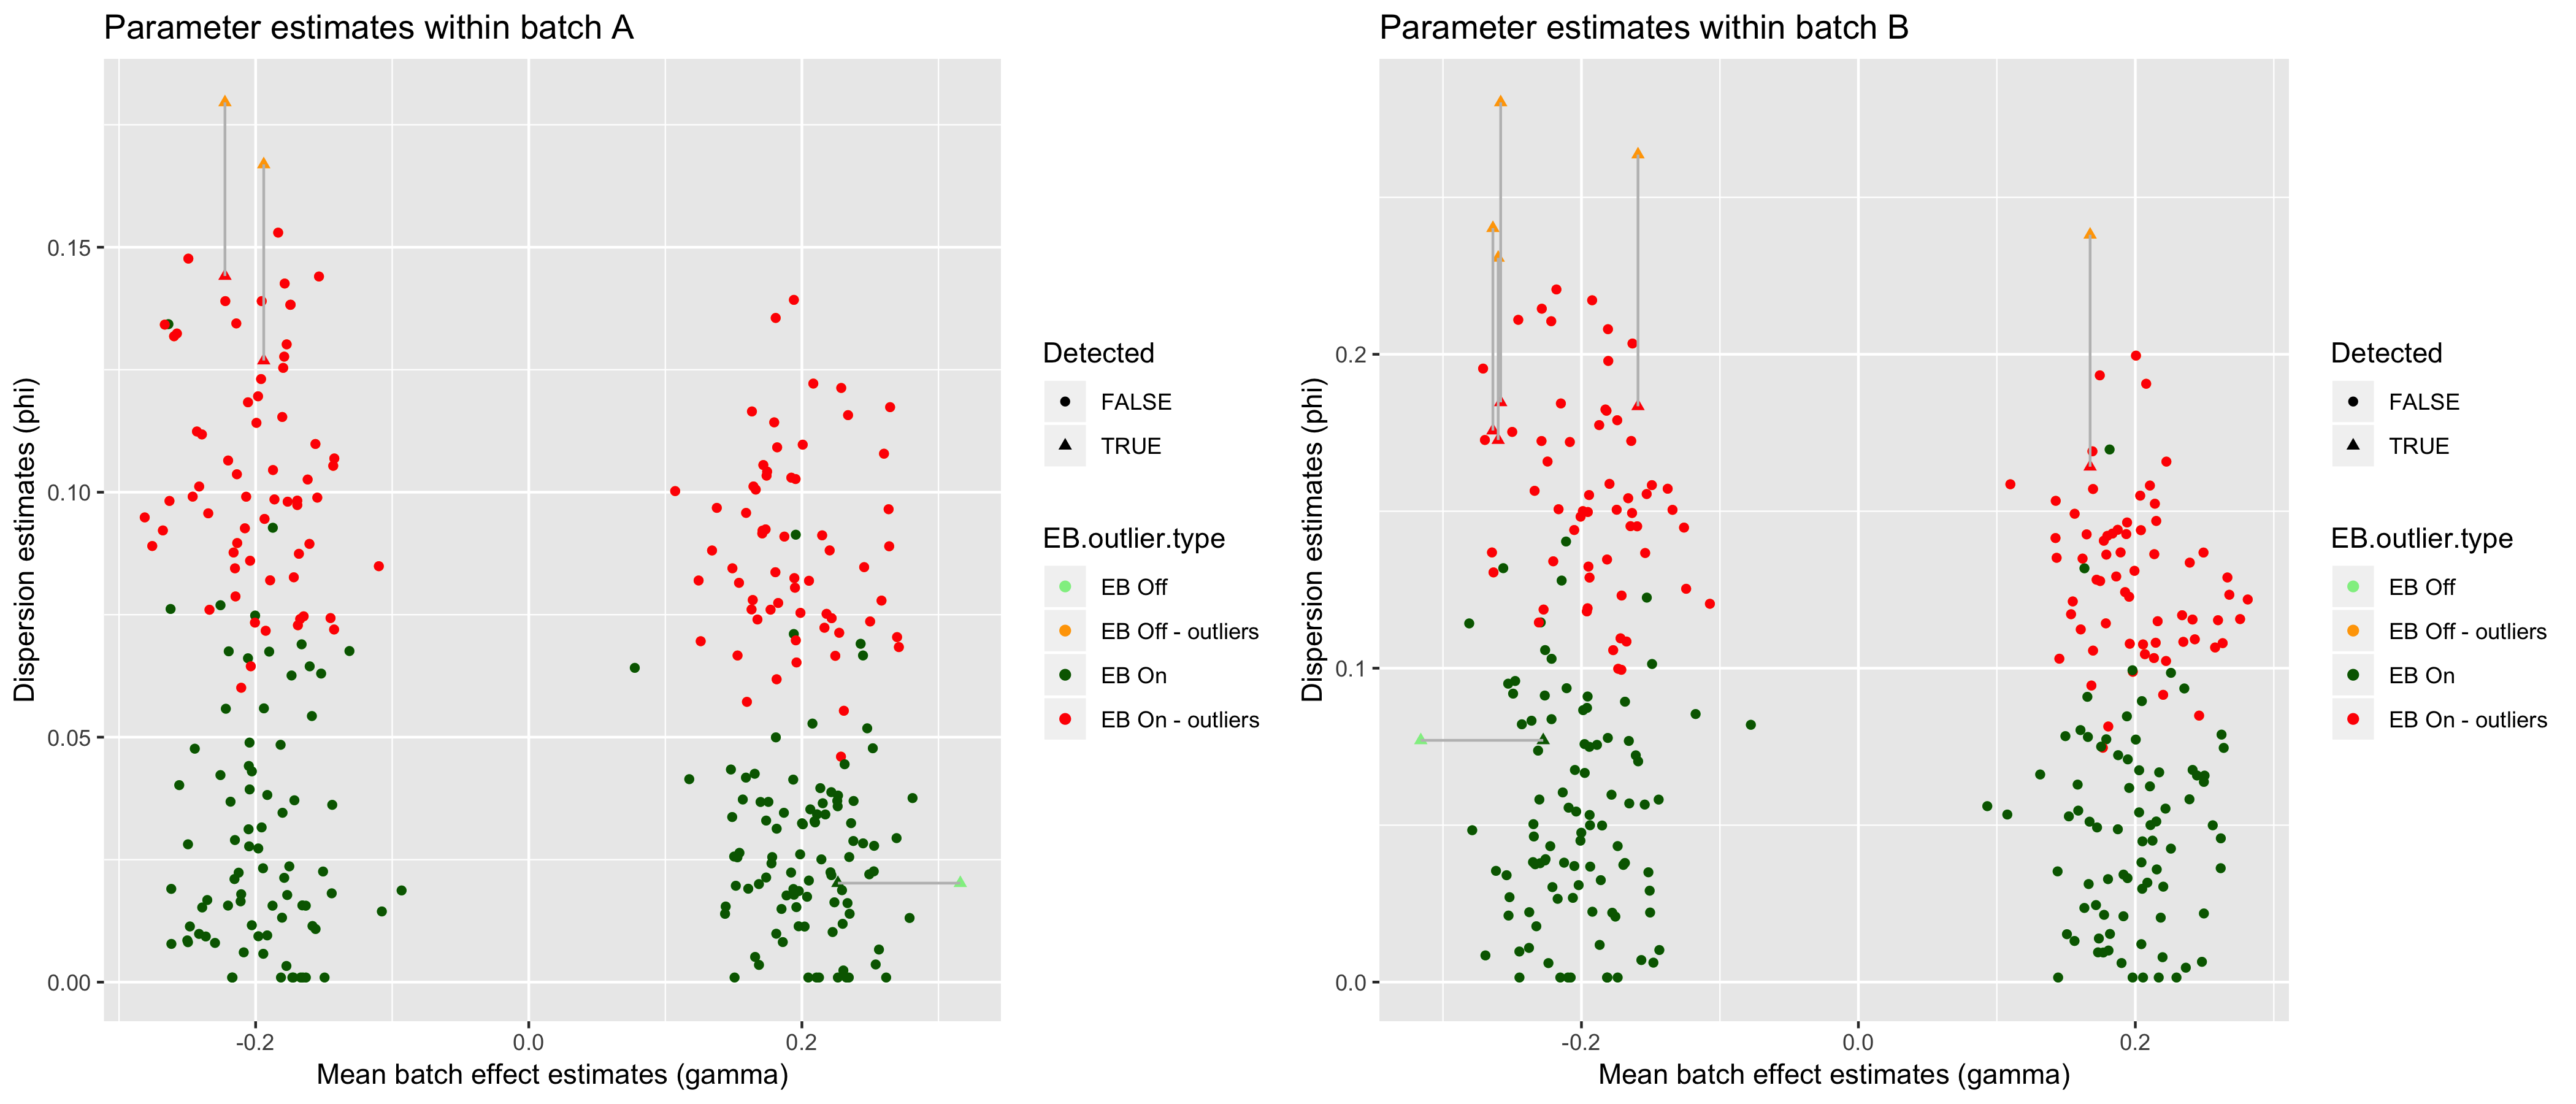 Parameter estimates within batch A
Dispersion estimates (phi)
0.15
0.10
0.05
0.00
-0.2
0.0
0.2
Mean batch effect estimates (gamma)
Detected
FALSE
TRUE
EB.outlier.type
EB Off
EB Off - outliers
EB On
EB On - outliers
Parameter estimates within batch B
Dispersion estimates (phi)
0.2
0.1
0.0
-0.2
0.0
0.2
Mean batch effect estimates (gamma)
Detected
FALSE
TRUE
EB.outlier.type
EB Off
EB Off - outliers
EB On
EB On - outliers